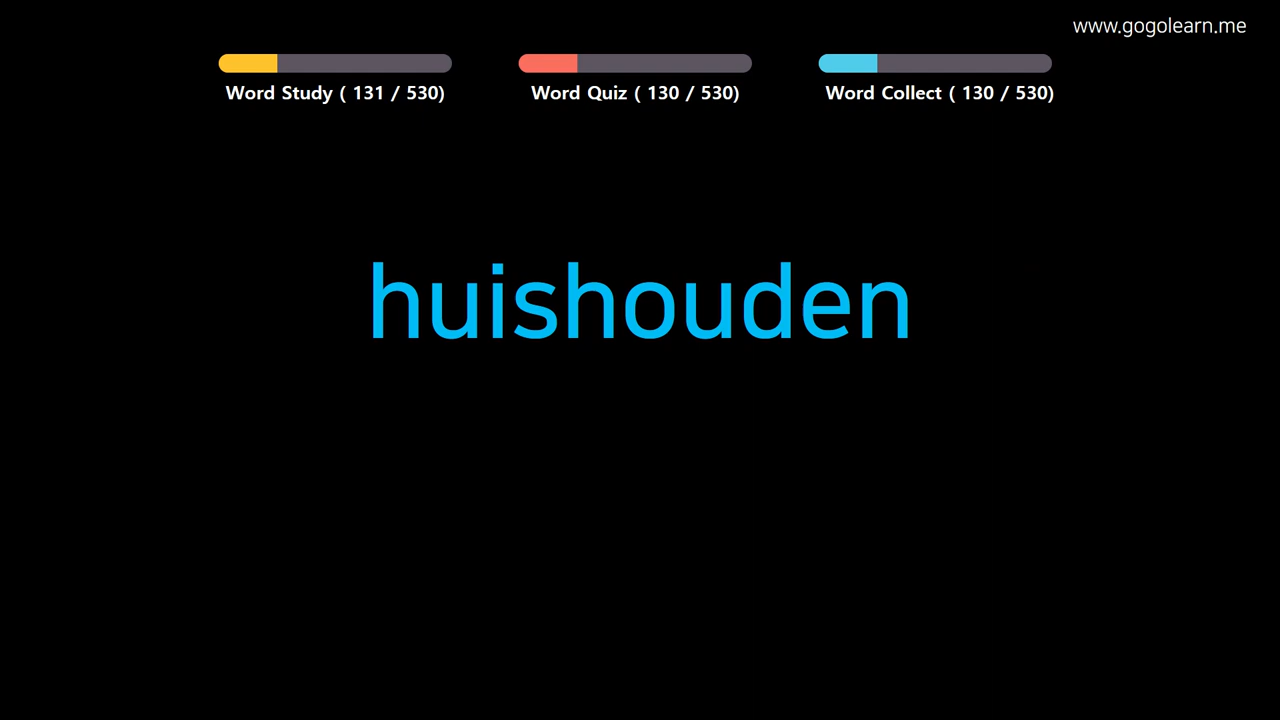 www.gogolearn.me
Word Study ( 131 / 530)
Word Quiz ( 130 / 530)
Word Collect ( 130 / 530)
huishouden